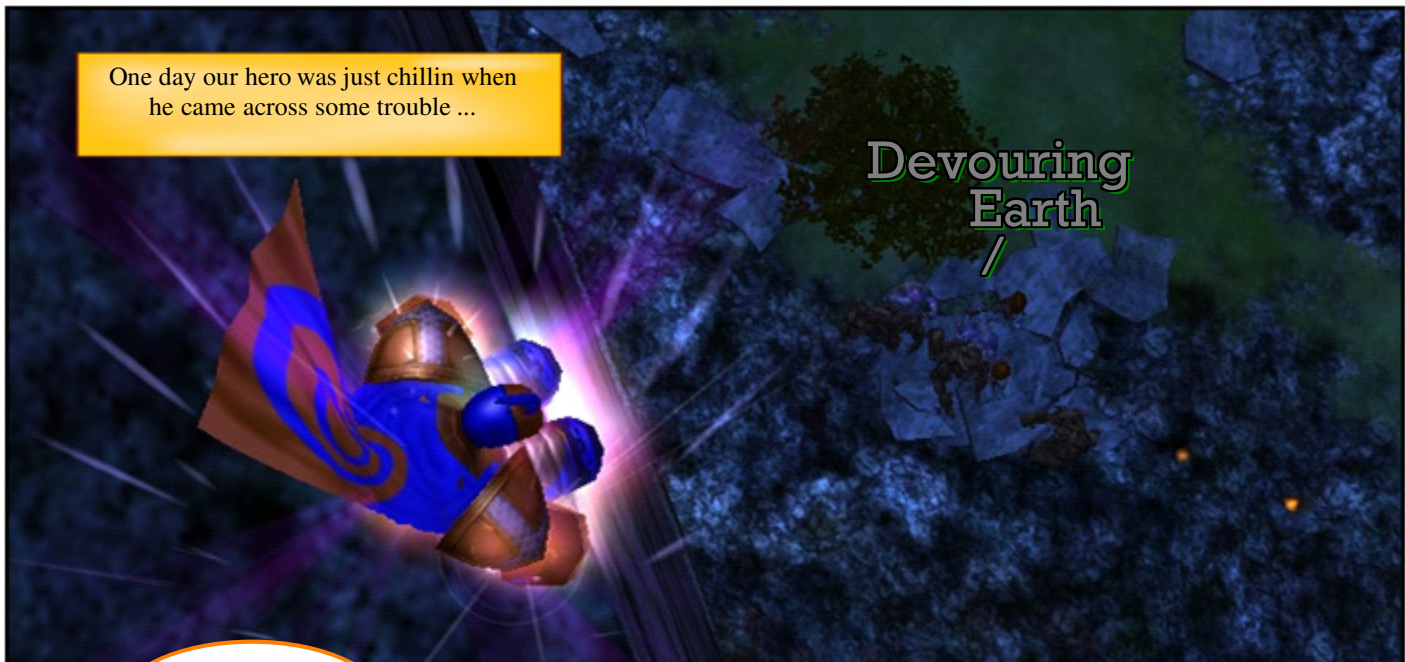 One day our hero was just chillin when
he came across some trouble ...
Devouring
Earth
/